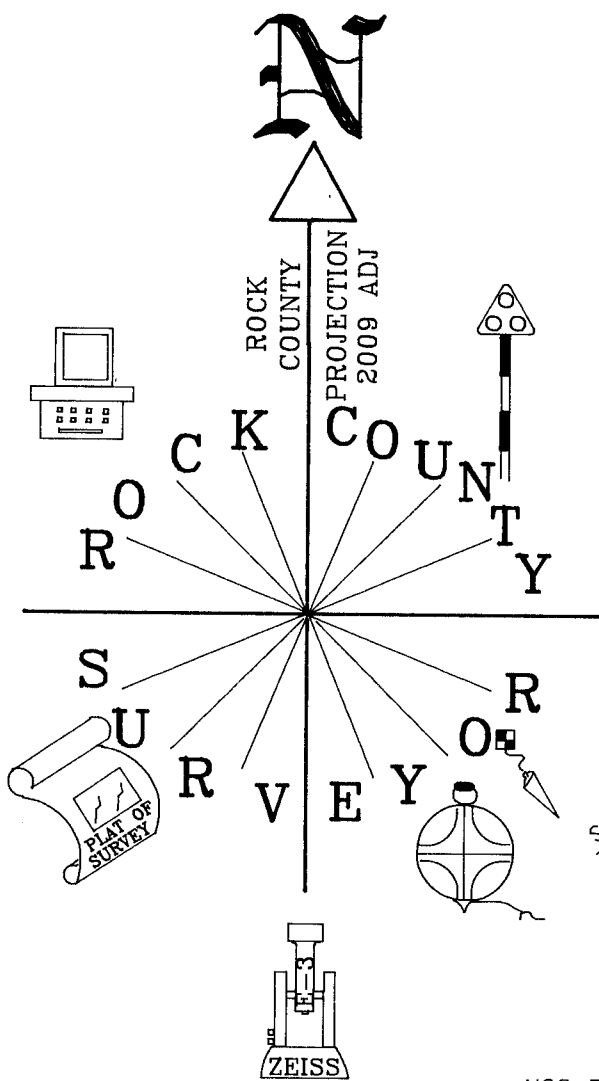 N
ROCK COUNTY
PROJECTION 2009 ADJ
ROCK COUNTY
SURVEYOR
PLAT OF
SURVEY
ZEISS